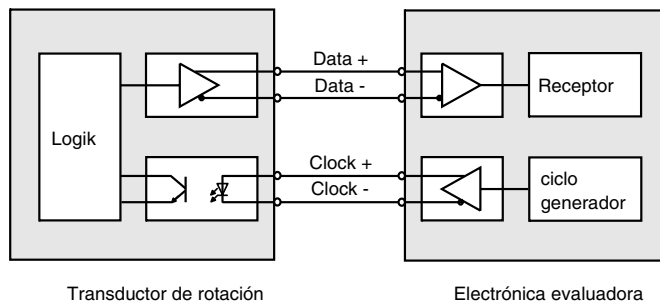 Data +
Data -
Logik
Receptor
Clock +
Clock -
ciclo
generador
Transductor de rotación
Electrónica evaluadora